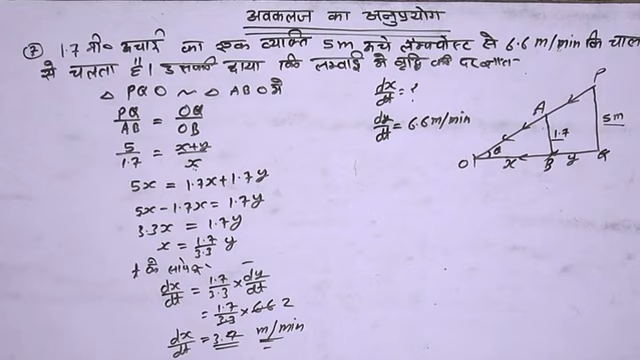 अवकलज का अनुप्रयोग
⑦ 1.7 मी० ऊचाई का एक व्यक्ति 5m ऊचे लैम्पपोस्ट से 6.6 m/min कि चाल
से चलता है। उसकी छाया कि लम्बाई मे वृद्धि की दर ज्ञात-
△ PQO ~ △ ABO मे
PQ/AB = OQ/OB
5/1.7 = x+y/x
5x = 1.7x+1.7y
5x-1.7x = 1.7y
3.3x = 1.7y
x = 1.7/3.3 y
t के सापेक्ष-
dx/dt = 1.7/3.3 × dy/dt
= 1.7/3.3 × 6.6 2
dx/dt = 3.4 m/min
dx/dt = ?
dy/dt = 6.6 m/min
P
A
5m
1.7
O
θ
x
B
y
Q